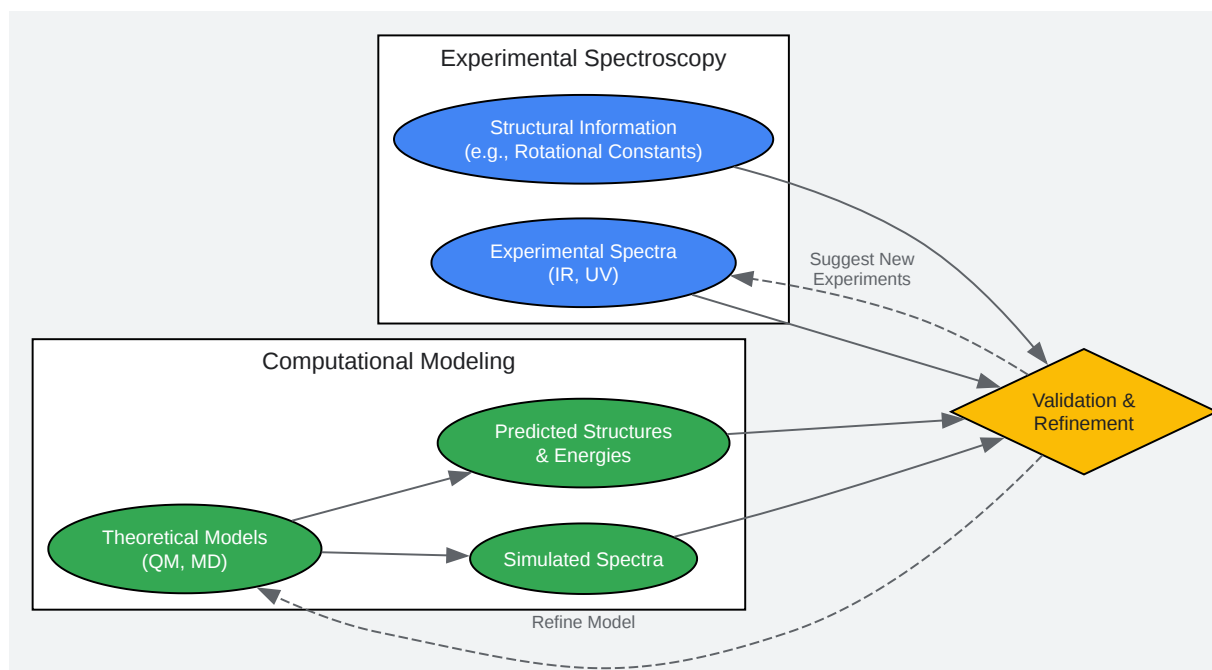 Experimental Spectroscopy
Structural Information
(e.g., Rotational Constants)
Experimental Spectra
(IR, UV)
Suggest New
Experiments
Computational Modeling
Predicted Structures
& Energies
Validation &
Refinement
Theoretical Models
(QM, MD)
Simulated Spectra
Refine Model